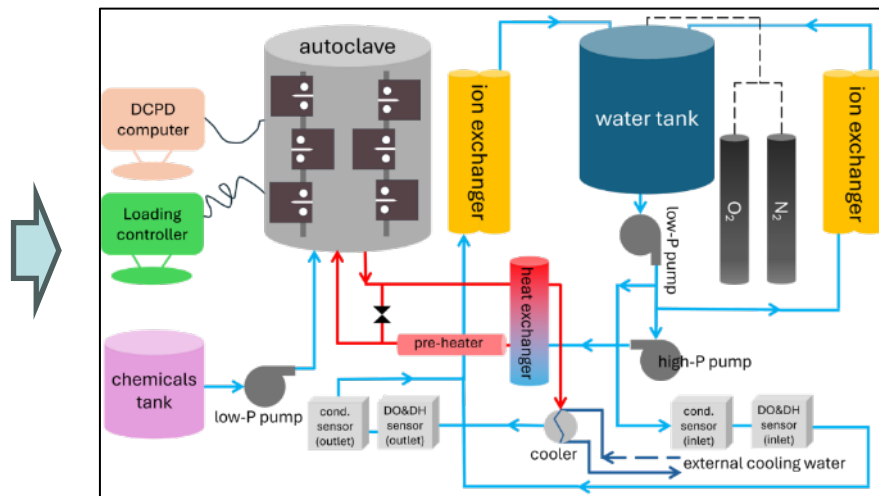 autoclave
DCPD
computer
Loading
controller
chemicals
tank
low-P pump
ion exchanger
water tank
O₂
N₂
ion exchanger
low-P
pump
heat exchanger
pre-heater
high-P pump
cond.
sensor
(outlet)
DO&DH
sensor
(outlet)
cooler
cond.
sensor
(inlet)
DO&DH
sensor
(inlet)
external cooling water